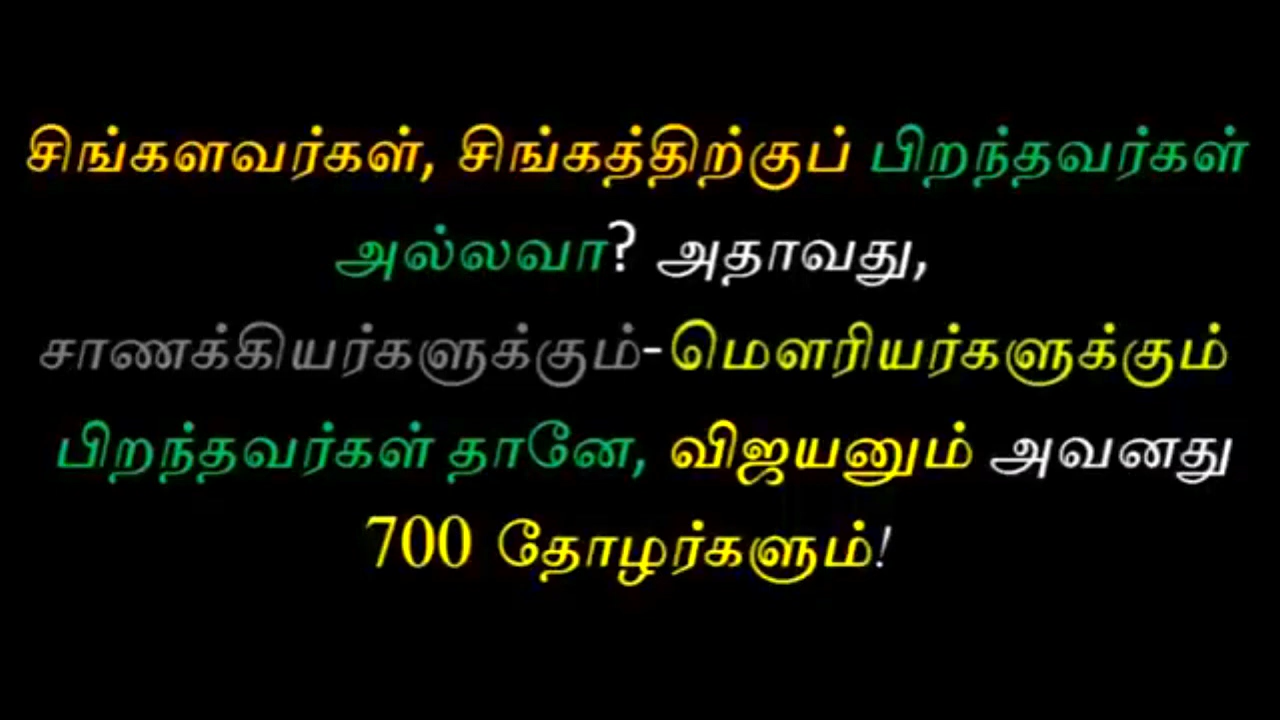 சிங்களவர்கள், சிங்கத்திற்குப் பிறந்தவர்கள்
அல்லவா? அதாவது,
சாணக்கியர்களுக்கும்-மௌரியர்களுக்கும்
பிறந்தவர்கள் தானே, விஜயனும் அவனது
700 தோழர்களும்!